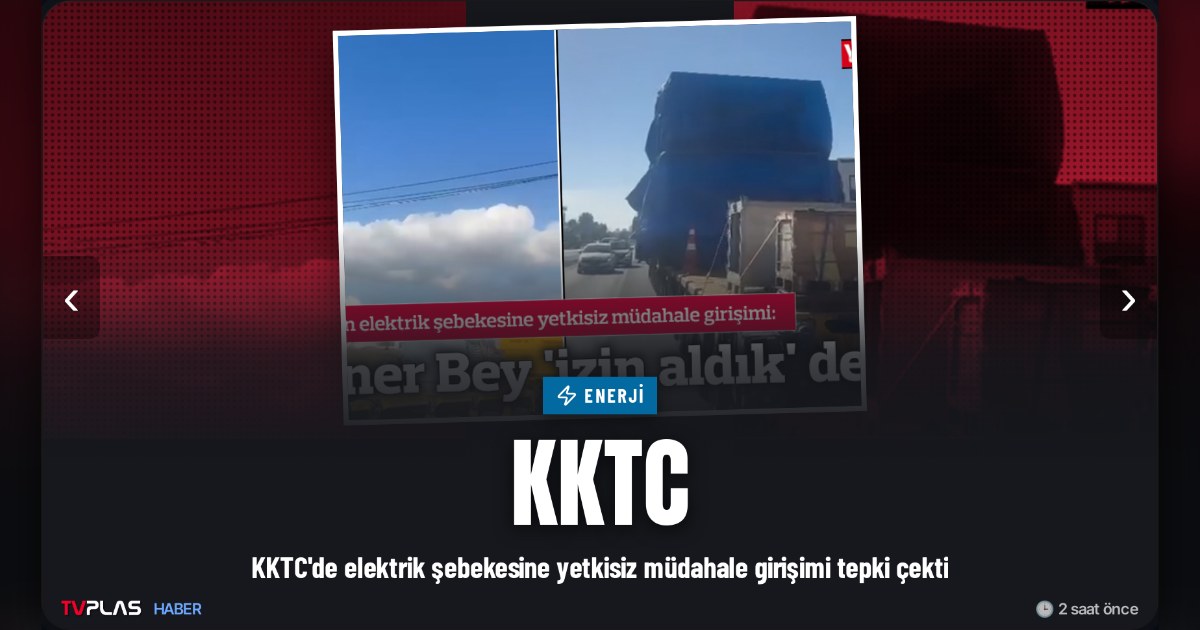 n elektrik şebekesine yetkisiz müdahale girişimi:
ner Bey 'izin aldık' de
ENERJİ
KKTC
KKTC'de elektrik şebekesine yetkisiz müdahale girişimi tepki çekti
TVPLAS HABER
2 saat önce